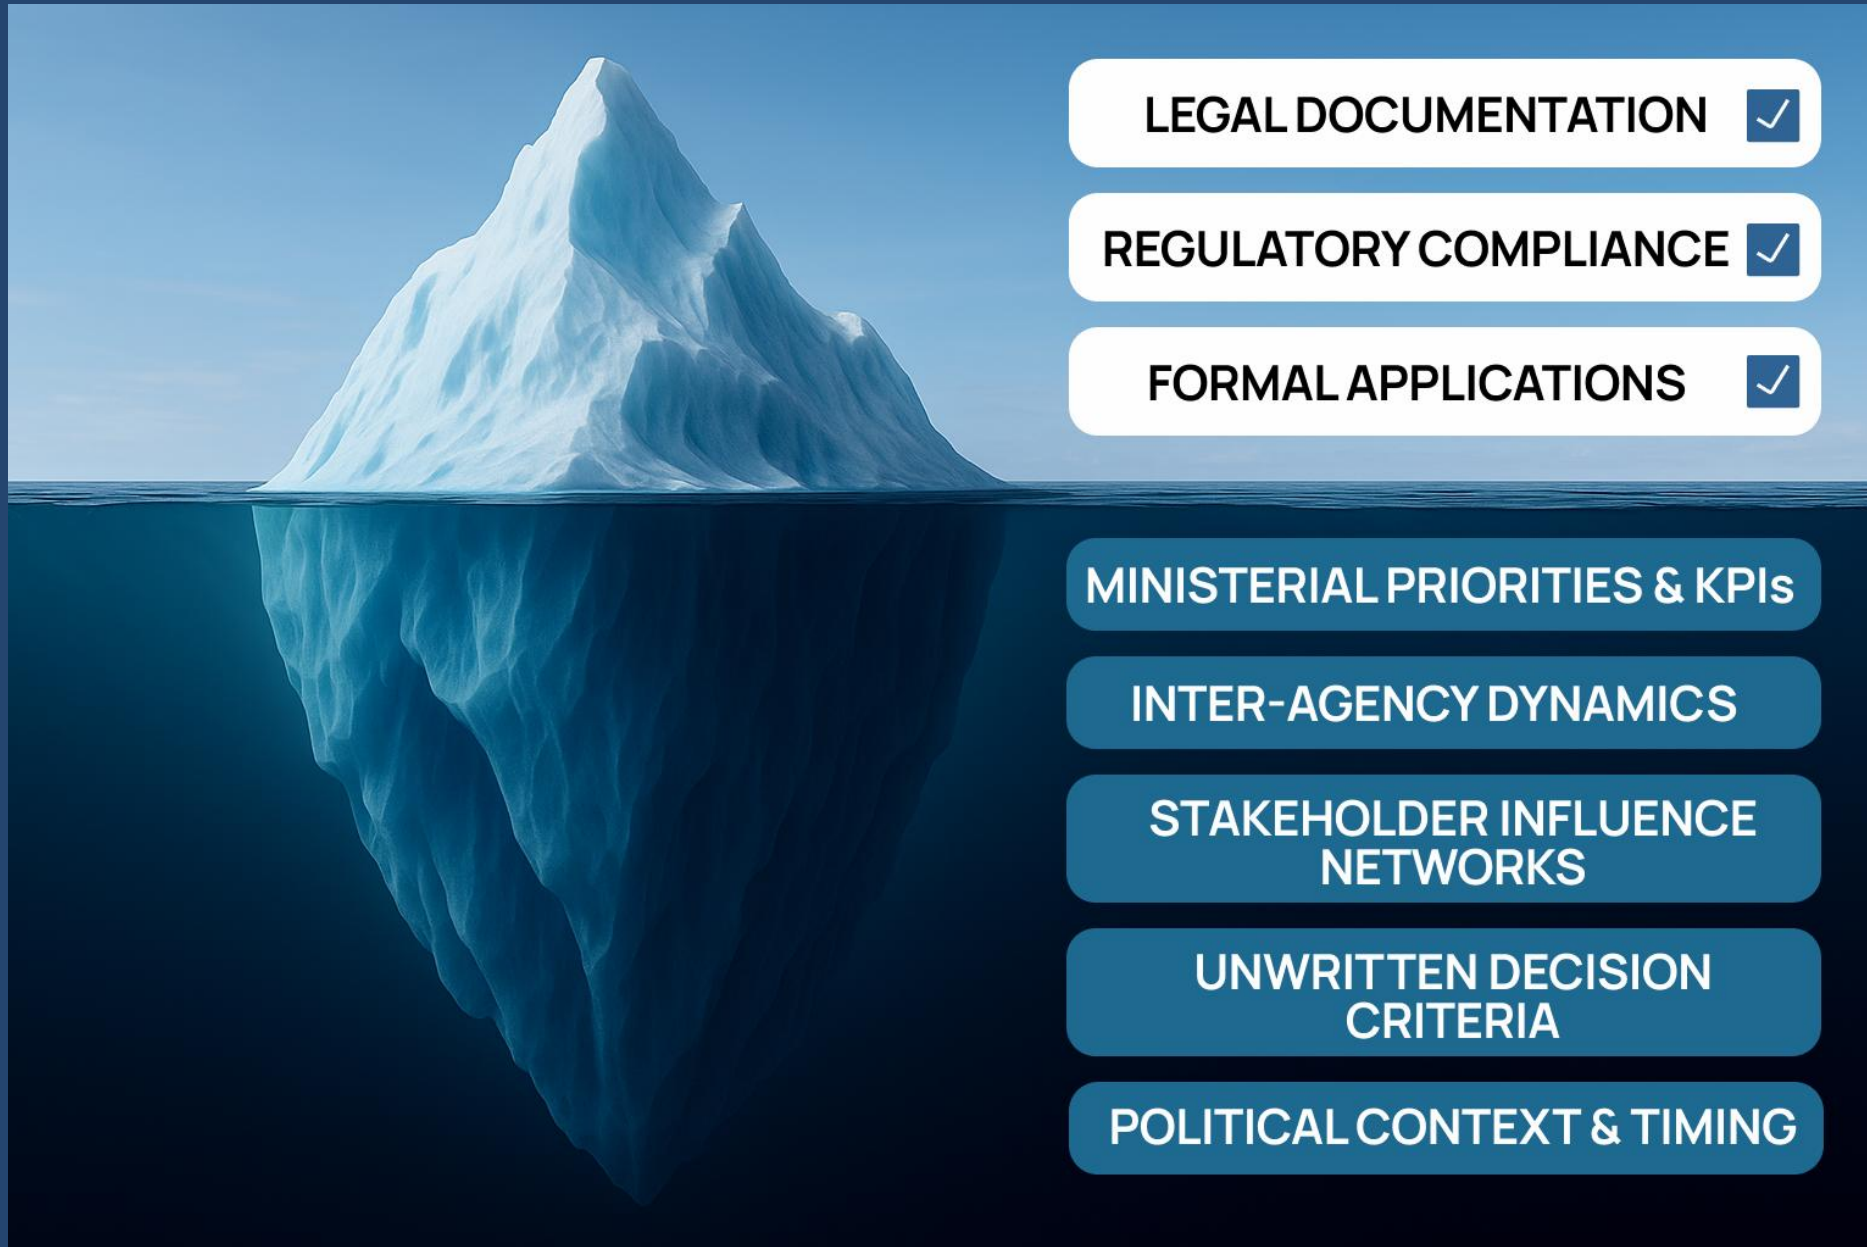 LEGAL DOCUMENTATION
REGULATORY COMPLIANCE
FORMAL APPLICATIONS
MINISTERIAL PRIORITIES & KPIs
INTER-AGENCY DYNAMICS
STAKEHOLDER INFLUENCE
NETWORKS
UNWRITTEN DECISION
CRITERIA
POLITICAL CONTEXT & TIMING